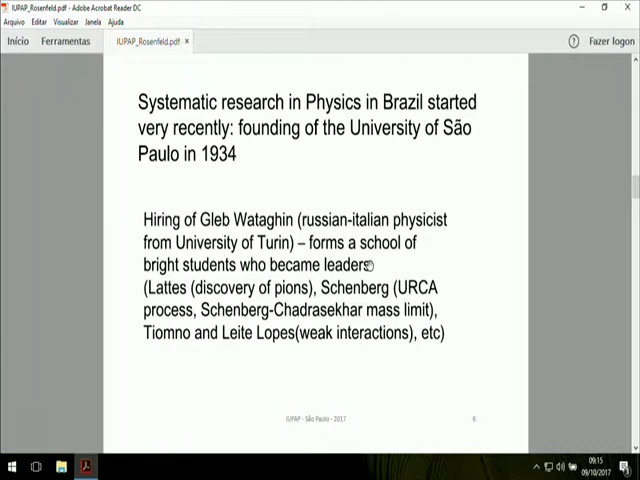 IUPAP_Rosenfeld.pdf - Adobe Acrobat Reader DC
Arquivo Editar Visualizar Janela Ajuda
Início Ferramentas IUPAP_Rosenfeld.pdf × Fazer logon
Systematic research in Physics in Brazil started
very recently: founding of the University of São
Paulo in 1934
Hiring of Gleb Wataghin (russian-italian physicist
from University of Turin) – forms a school of
bright students who became leaders
(Lattes (discovery of pions), Schenberg (URCA
process, Schenberg-Chadrasekhar mass limit),
Tiomno and Leite Lopes(weak interactions), etc)
IUPAP - São Paulo - 2017 6
09:15
09/10/2017